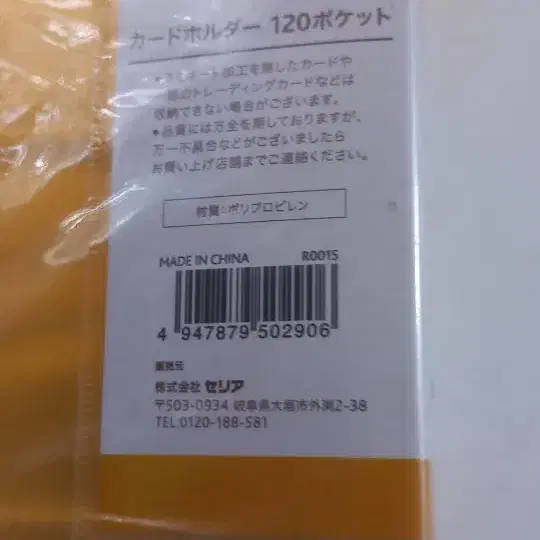 カードホルダー 120ポケット
●ラミネート加工を施したカードや
一部のトレーディングカードなどは
収納できない場合がございます。
●品質には万全を期しておりますが、
万一不具合などがございましたら
お買い上げ店舗までご連絡ください。
材質:ポリプロピレン
MADE IN CHINA R0015
4 947879 502906
販売元
株式会社 セリア
〒503-0934 岐阜県大垣市外渕2-38
TEL.0120-188-581